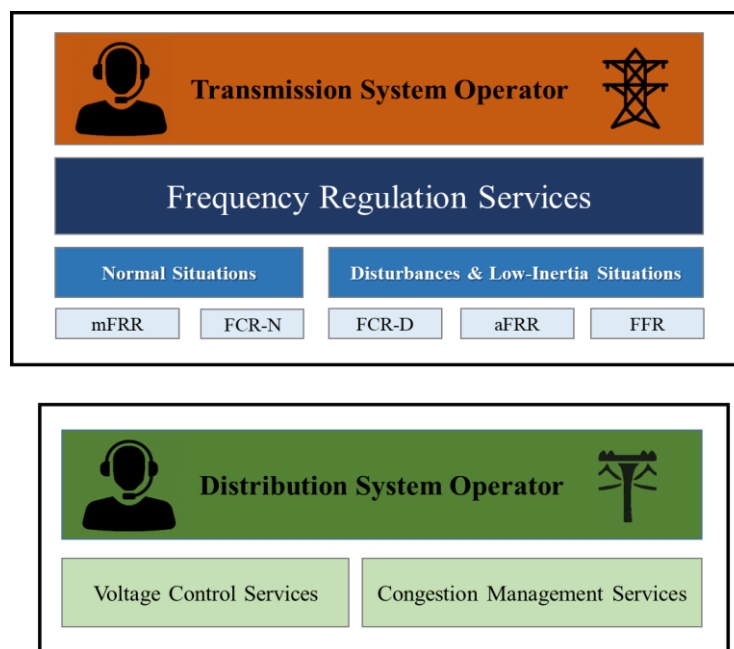 Transmission System Operator
Frequency Regulation Services
Normal Situations
Disturbances & Low-Inertia Situations
mFRR
FCR-N
FCR-D
aFRR
FFR
Distribution System Operator
Voltage Control Services
Congestion Management Services